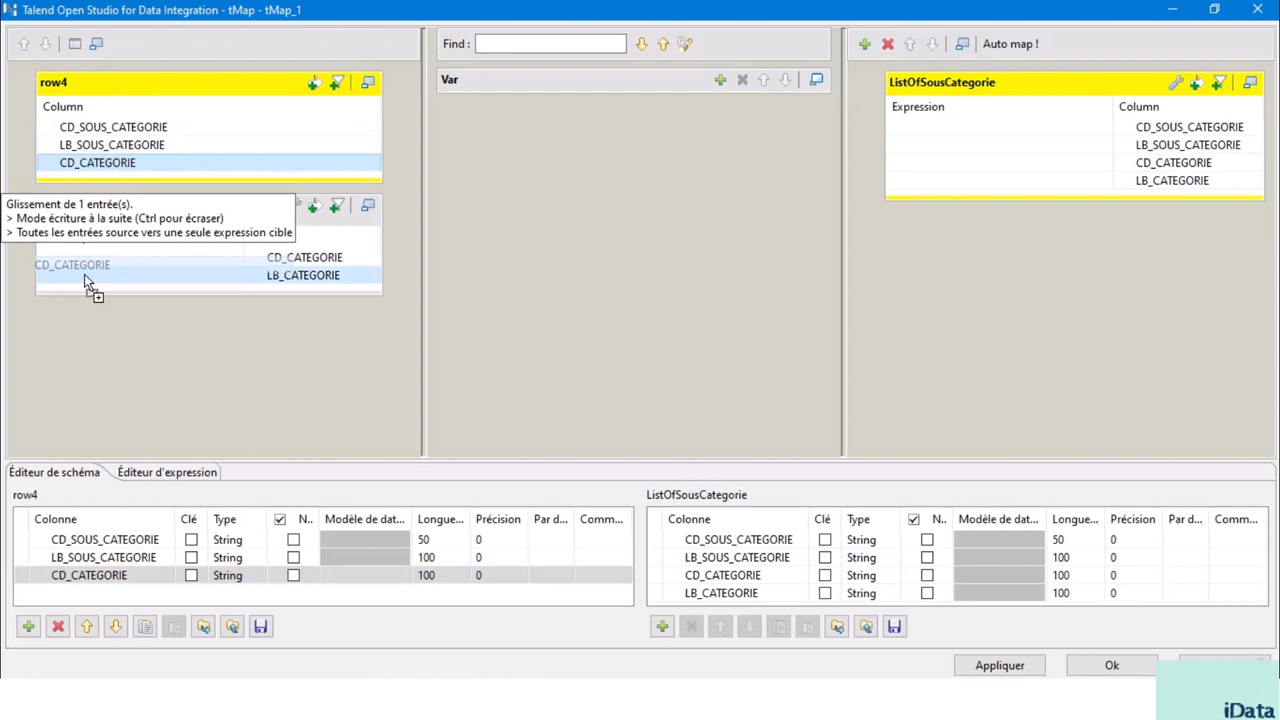 Talend Open Studio for Data Integration - tMap - tMap_1
Find :
Auto map !
row4
Column
CD_SOUS_CATEGORIE
LB_SOUS_CATEGORIE
CD_CATEGORIE
Glissement de 1 entrée(s).
> Mode écriture à la suite (Ctrl pour écraser)
> Toutes les entrées source vers une seule expression cible
CD_CATEGORIE
CD_CATEGORIE
LB_CATEGORIE
Var
ListOfSousCategorie
Expression Column
CD_SOUS_CATEGORIE
LB_SOUS_CATEGORIE
CD_CATEGORIE
LB_CATEGORIE
Éditeur de schéma Éditeur d'expression
row4
Colonne Clé Type N.. Modèle de dat... Longue... Précision Par d... Comm...
CD_SOUS_CATEGORIE String 50 0
LB_SOUS_CATEGORIE String 100 0
CD_CATEGORIE String 100 0
ListOfSousCategorie
Colonne Clé Type N.. Modèle de dat... Longue... Précision Par d... Comm...
CD_SOUS_CATEGORIE String 50 0
LB_SOUS_CATEGORIE String 100 0
CD_CATEGORIE String 100 0
LB_CATEGORIE String 100 0
Appliquer Ok
iData